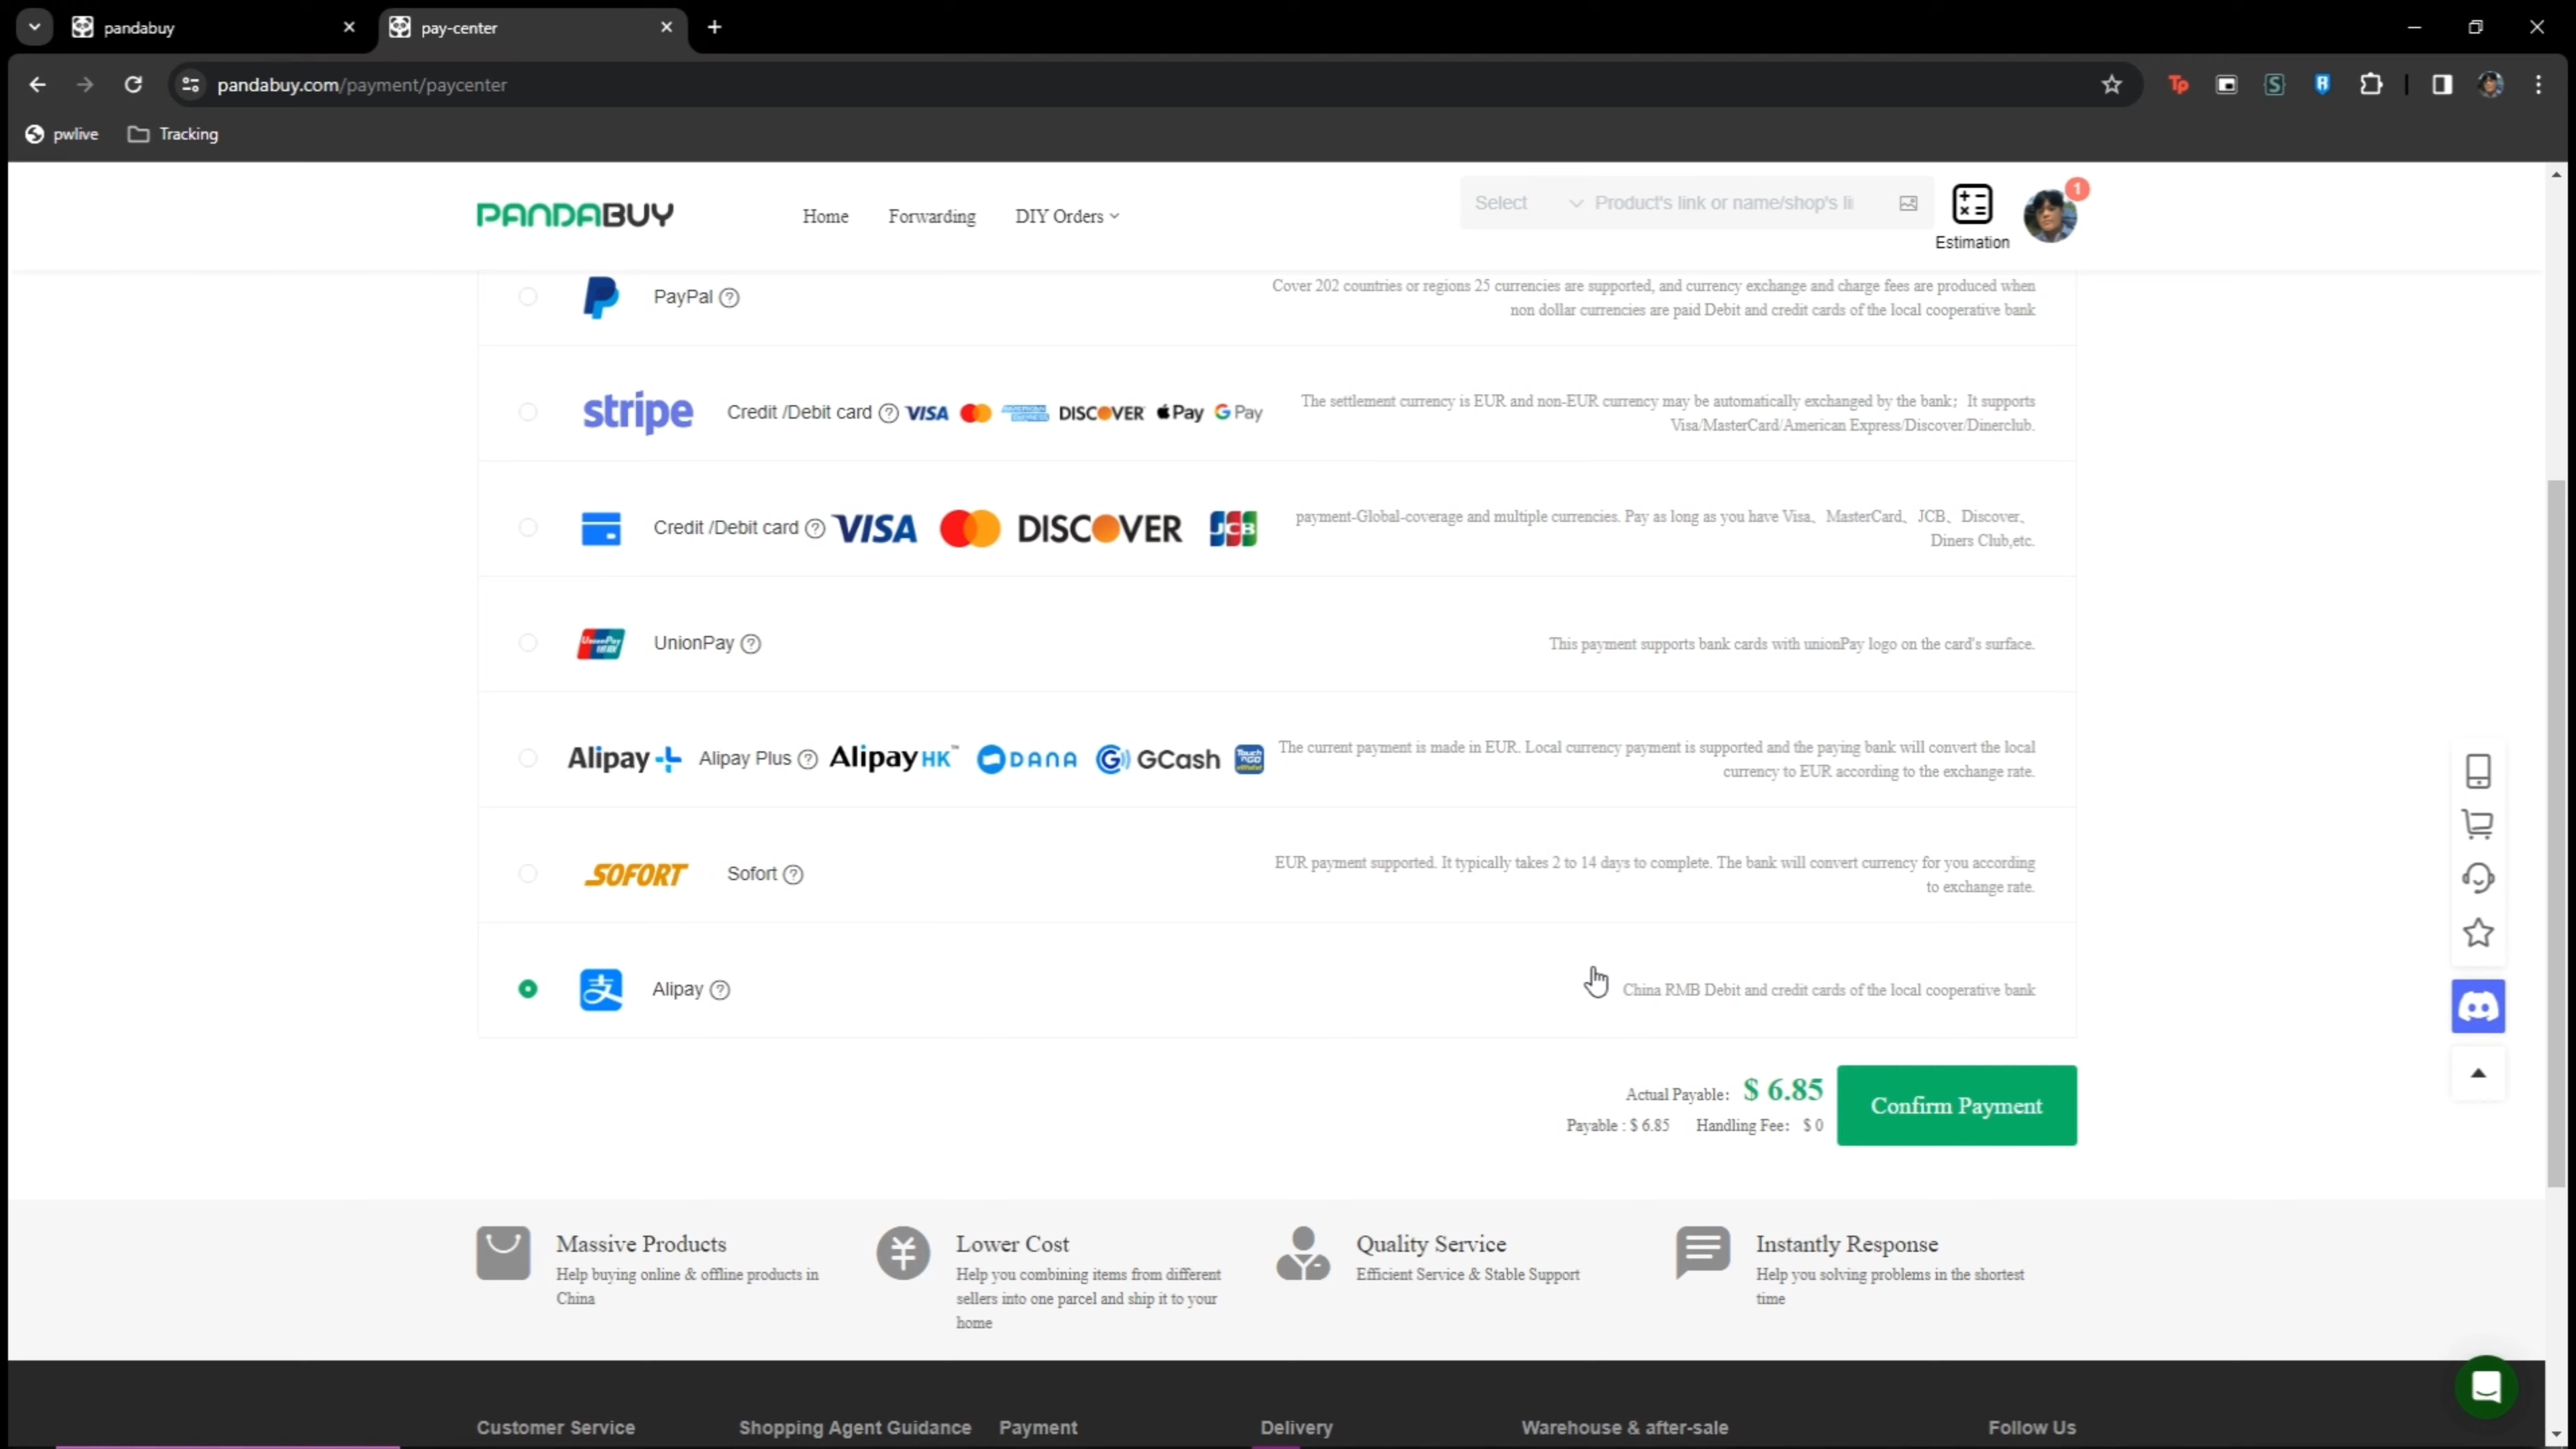 pandabuy
pay-center
pandabuy.com/payment/paycenter
Tp
S
pwlive
Tracking
PANDABUY
Home
Forwarding
DIY Orders
Select
Product's link or name/shop's li
Estimation
1
PayPal ?
Cover 202 countries or regions 25 currencies are supported, and currency exchange and charge fees are produced when
non dollar currencies are paid Debit and credit cards of the local cooperative bank
stripe Credit /Debit card ? VISA AMERICAN EXPRESS DISCOVER Pay G Pay
The settlement currency is EUR and non-EUR currency may be automatically exchanged by the bank；It supports
Visa/MasterCard/American Express/Discover/Dinerclub.
Credit /Debit card ? VISA DISCOVER JCB
payment-Global-coverage and multiple currencies. Pay as long as you have Visa、MasterCard、JCB、Discover、
Diners Club,etc.
UnionPay UnionPay ?
This payment supports bank cards with unionPay logo on the card's surface.
Alipay+ Alipay Plus ? AlipayHK™ DANA GCash Touch 'n GO eWallet
The current payment is made in EUR. Local currency payment is supported and the paying bank will convert the local
currency to EUR according to the exchange rate.
SOFORT Sofort ?
EUR payment supported. It typically takes 2 to 14 days to complete. The bank will convert currency for you according
to exchange rate.
支 Alipay ?
China RMB Debit and credit cards of the local cooperative bank
Actual Payable: $ 6.85
Payable : $ 6.85 Handling Fee: $ 0
Confirm Payment
Massive Products
Help buying online & offline products in
China
¥
Lower Cost
Help you combining items from different
sellers into one parcel and ship it to your
home
Quality Service
Efficient Service & Stable Support
Instantly Response
Help you solving problems in the shortest
time
Customer Service
Shopping Agent Guidance
Payment
Delivery
Warehouse & after-sale
Follow Us